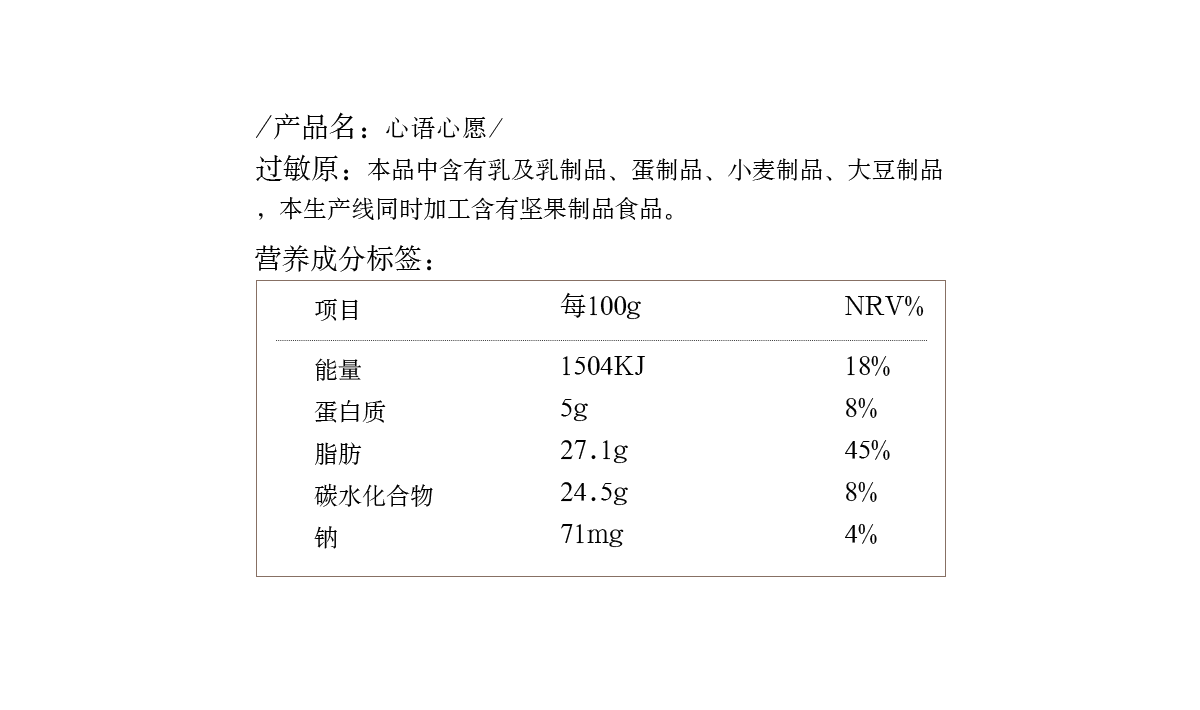 /产品名：心语心愿/
过敏原：本品中含有乳及乳制品、蛋制品、小麦制品、大豆制品
，本生产线同时加工含有坚果制品食品。
营养成分标签：
项目 每100g NRV%
能量 1504KJ 18%
蛋白质 5g 8%
脂肪 27.1g 45%
碳水化合物 24.5g 8%
钠 71mg 4%